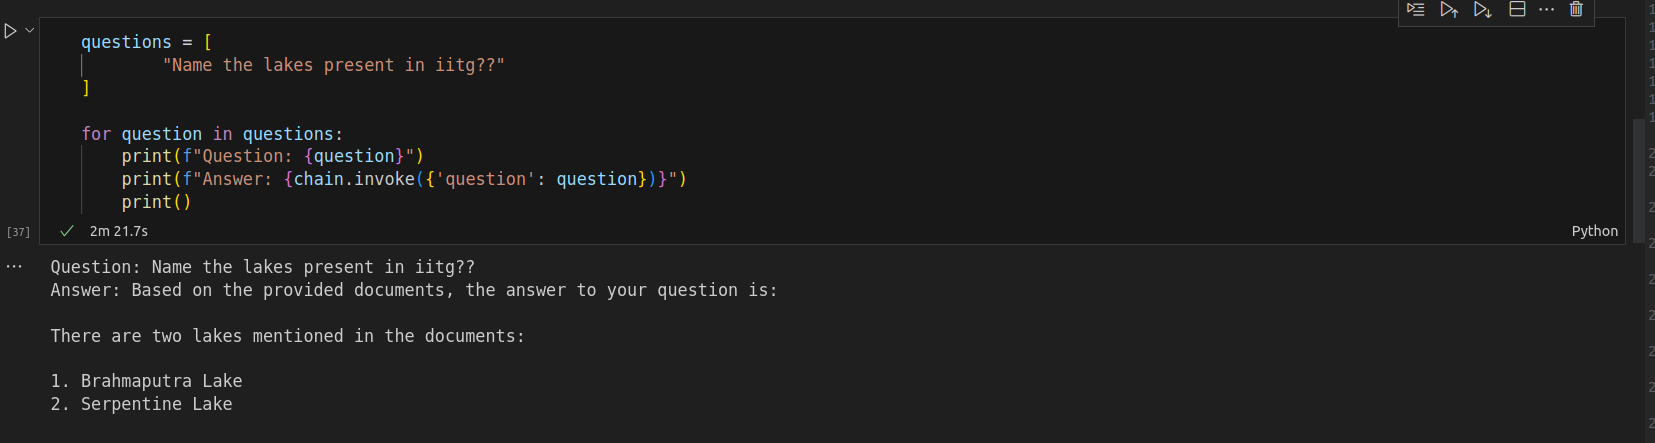 questions = [
"Name the lakes present in iitg??"
]
for question in questions:
print(f"Question: {question}")
print(f"Answer: {chain.invoke({'question': question})}")
print()
[37]
2m 21.7s
Python
Question: Name the lakes present in iitg??
Answer: Based on the provided documents, the answer to your question is:
There are two lakes mentioned in the documents:
1. Brahmaputra Lake
2. Serpentine Lake